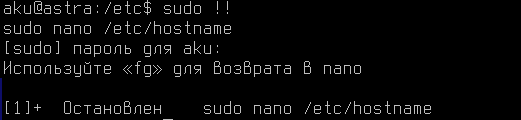 aku@astra:/etc$ sudo !!
sudo nano /etc/hostname
[sudo] пароль для aku:
Используйте «fg» для возврата в nano
[1]+  Остановлен_   sudo nano /etc/hostname